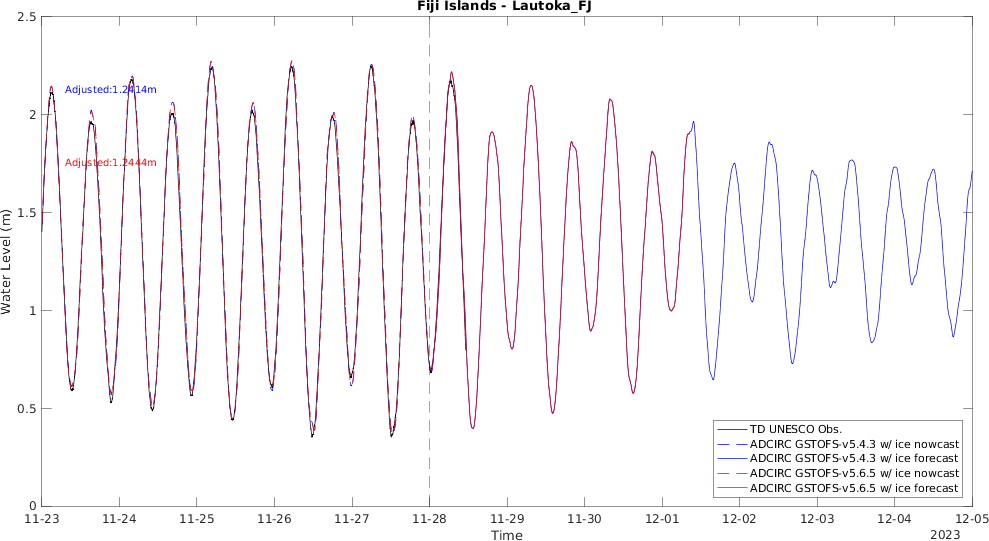 Fiji Islands - Lautoka_FJ
2.5
2
1.5
1
0.5
0
Water Level (m)
Adjusted:1.2414m
Adjusted:1.2444m
TD UNESCO Obs.
ADCIRC GSTOFS-v5.4.3 w/ ice nowcast
ADCIRC GSTOFS-v5.4.3 w/ ice forecast
ADCIRC GSTOFS-v5.6.5 w/ ice nowcast
ADCIRC GSTOFS-v5.6.5 w/ ice forecast
11-23 11-24 11-25 11-26 11-27 11-28 11-29 11-30 12-01 12-02 12-03 12-04 12-05
Time
2023